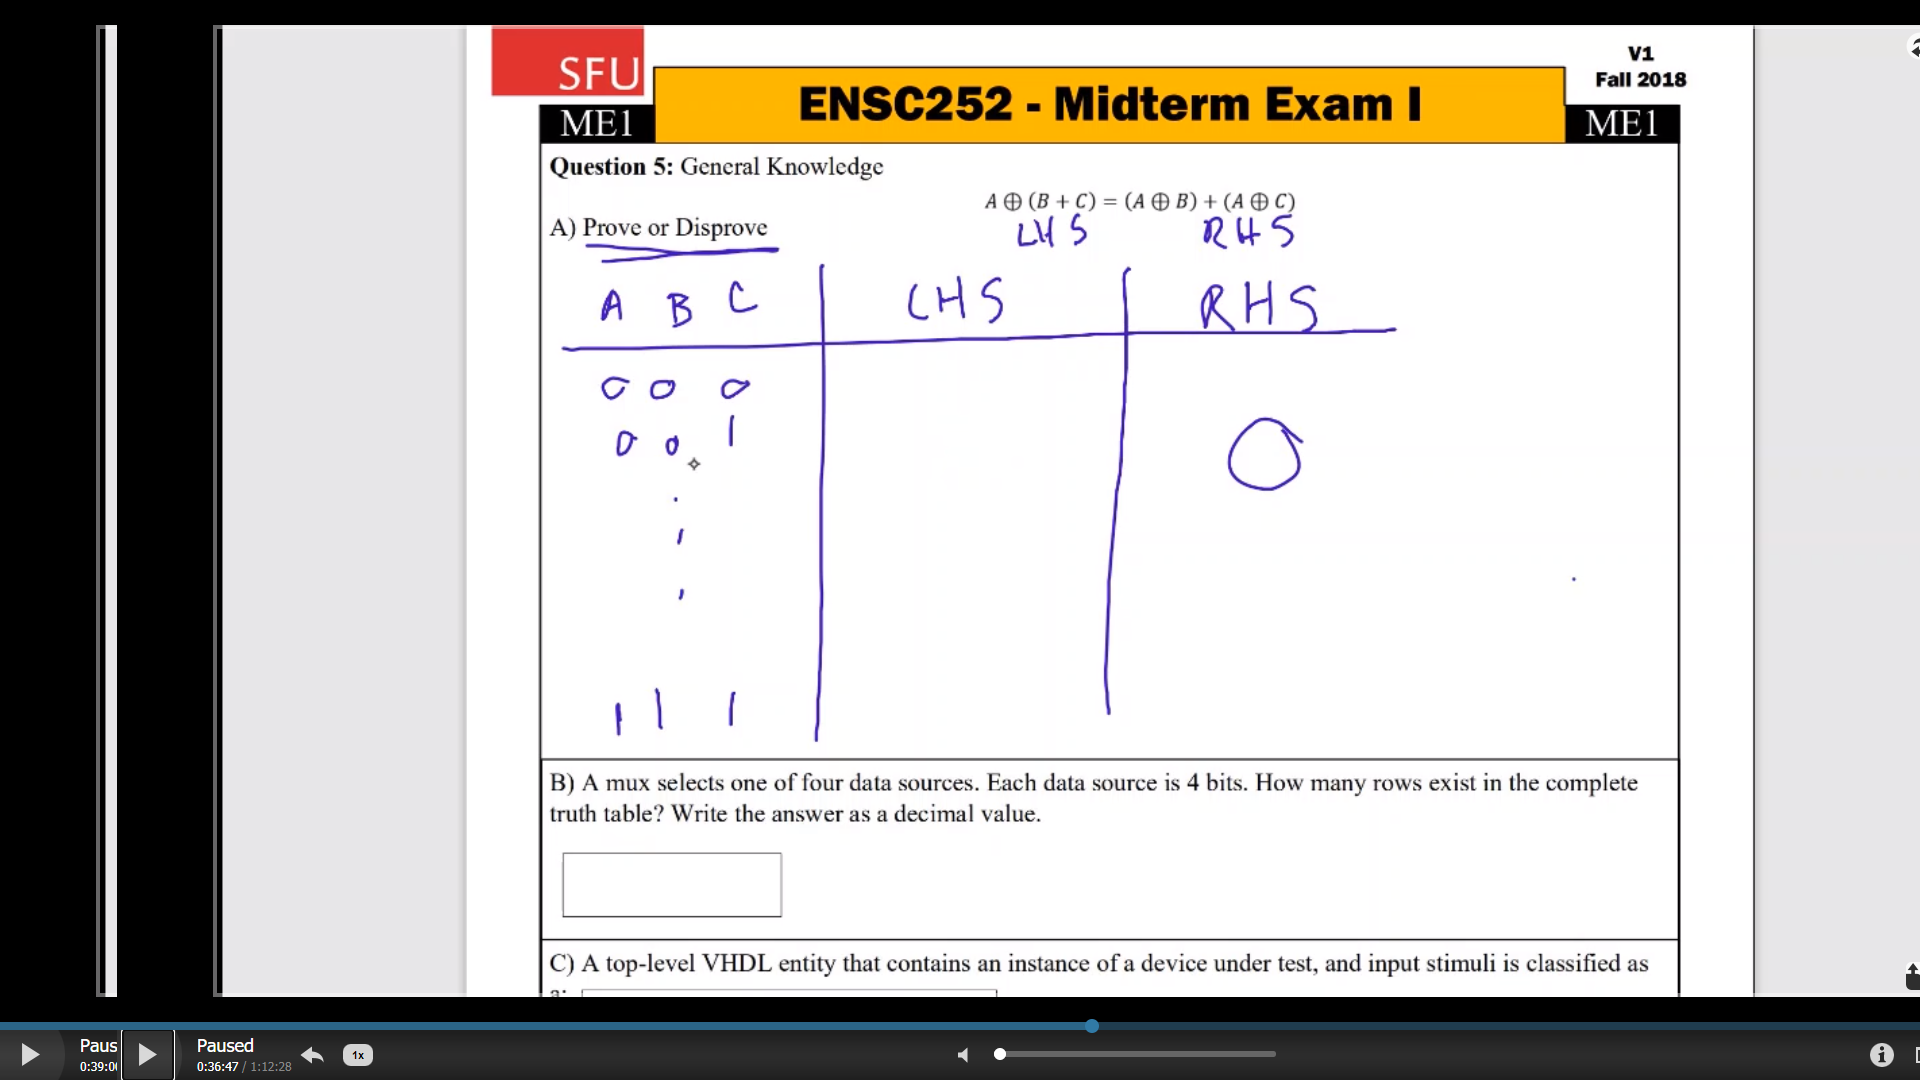 V1
SFU
Fall 2018
ENSC252 - Midterm Exam I
ME1
ME1
Question 5: General Knowledge
A ⊕ (B + C) = (A ⊕ B) + (A ⊕ C)
A) Prove or Disprove
LHS RHS
A B C LHS RHS
0 0 0
0 0 1
1 1 1
B) A mux selects one of four data sources. Each data source is 4 bits. How many rows exist in the complete
truth table? Write the answer as a decimal value.
C) A top-level VHDL entity that contains an instance of a device under test, and input stimuli is classified as
a:
Paus
0:39:0
Paused
0:36:47 / 1:12:28
1x